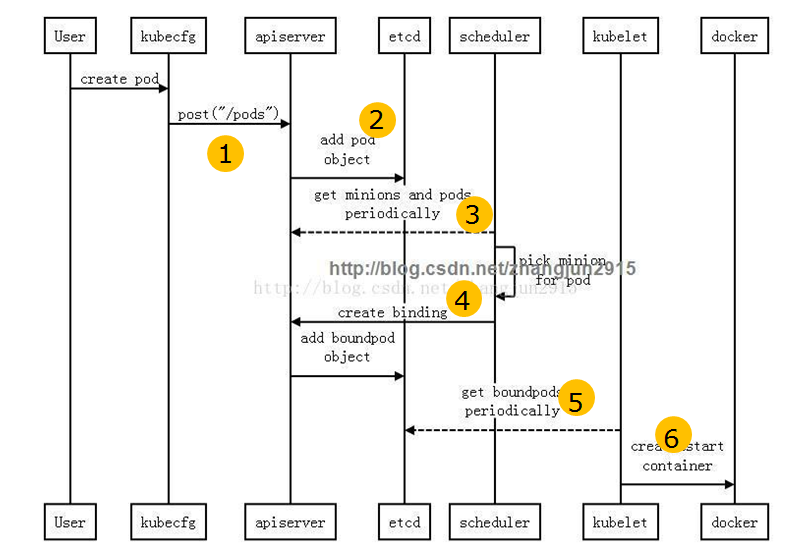 User kubecfg apiserver etcd scheduler kubelet docker
create pod
post("/pods")
1
2
add pod
object
get minions and pods
periodically
3
pick minion
for pod
http://blog.csdn.net/zhangjun2915
http://blog.csdn.net/zhangjun2915
4
create binding
add boundpod
object
get boundpods
periodically
5
6
start
container
User kubecfg apiserver etcd scheduler kubelet docker